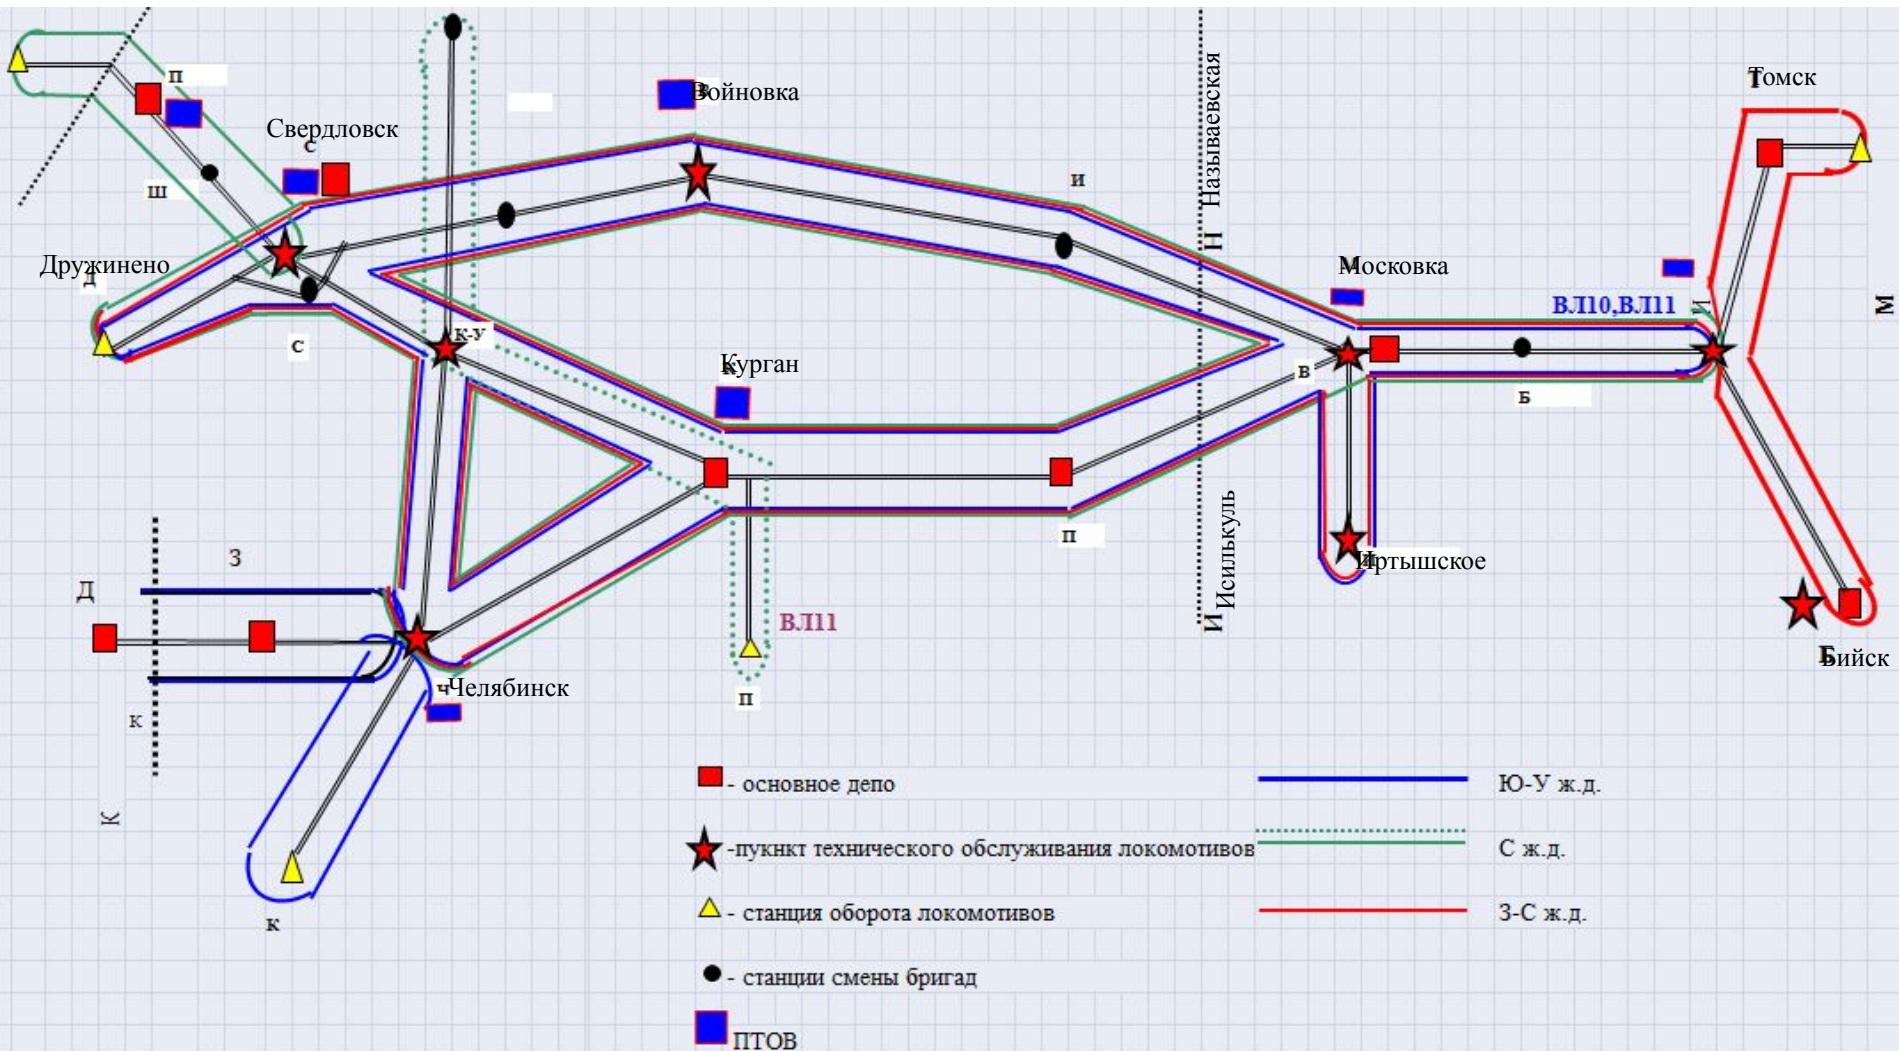 Томск
П
Войновка
Называевская
Свердловск
С
Ш
И
Н
Дружинено
Д
Московка
ВЛ10,ВЛ11
И
М
К-У
С
Курган
В
Б
Исилькуль
П
З
Иртышское
Д
ВЛ11
И
Бийск
Ч
Челябинск
П
К
К
- основное депо
Ю-У ж.д.
-пукнкт технического обслуживания локомотивов
С ж.д.
- станция оборота локомотивов
З-С ж.д.
К
- станции смены бригад
ПТОВ